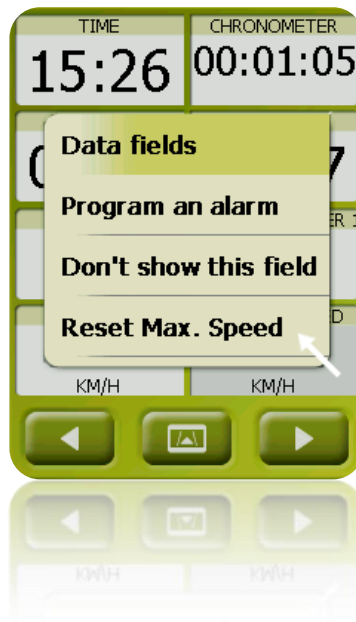 TIME CHRONOMETER
15:26 00:01:05
Data fields
Program an alarm
Don't show this field
Reset Max. Speed
KM/H KM/H